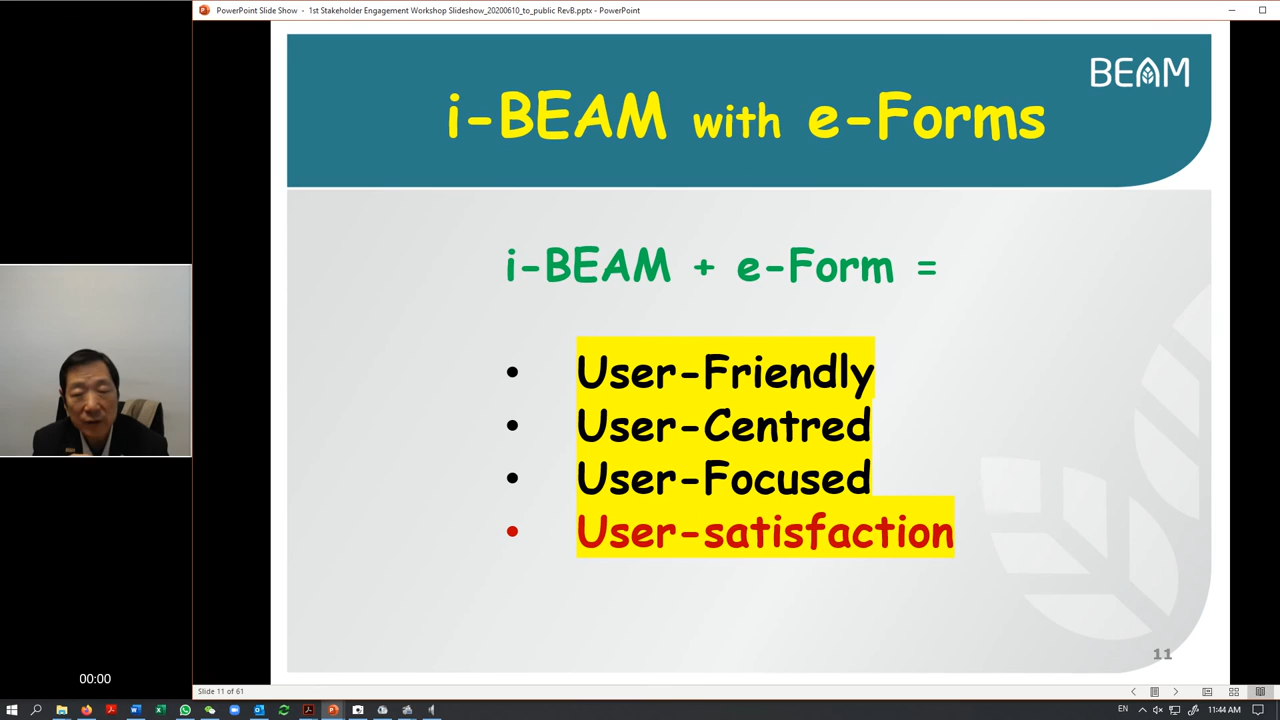 PowerPoint Slide Show - 1st Stakeholder Engagement Workshop Slideshow_20200610_to_public RevB.pptx - PowerPoint
BEAM
i-BEAM with e-Forms
i-BEAM + e-Form =
• User-Friendly
• User-Centred
• User-Focused
• User-satisfaction
11
00:00
Slide 11 of 61
EN
11:44 AM